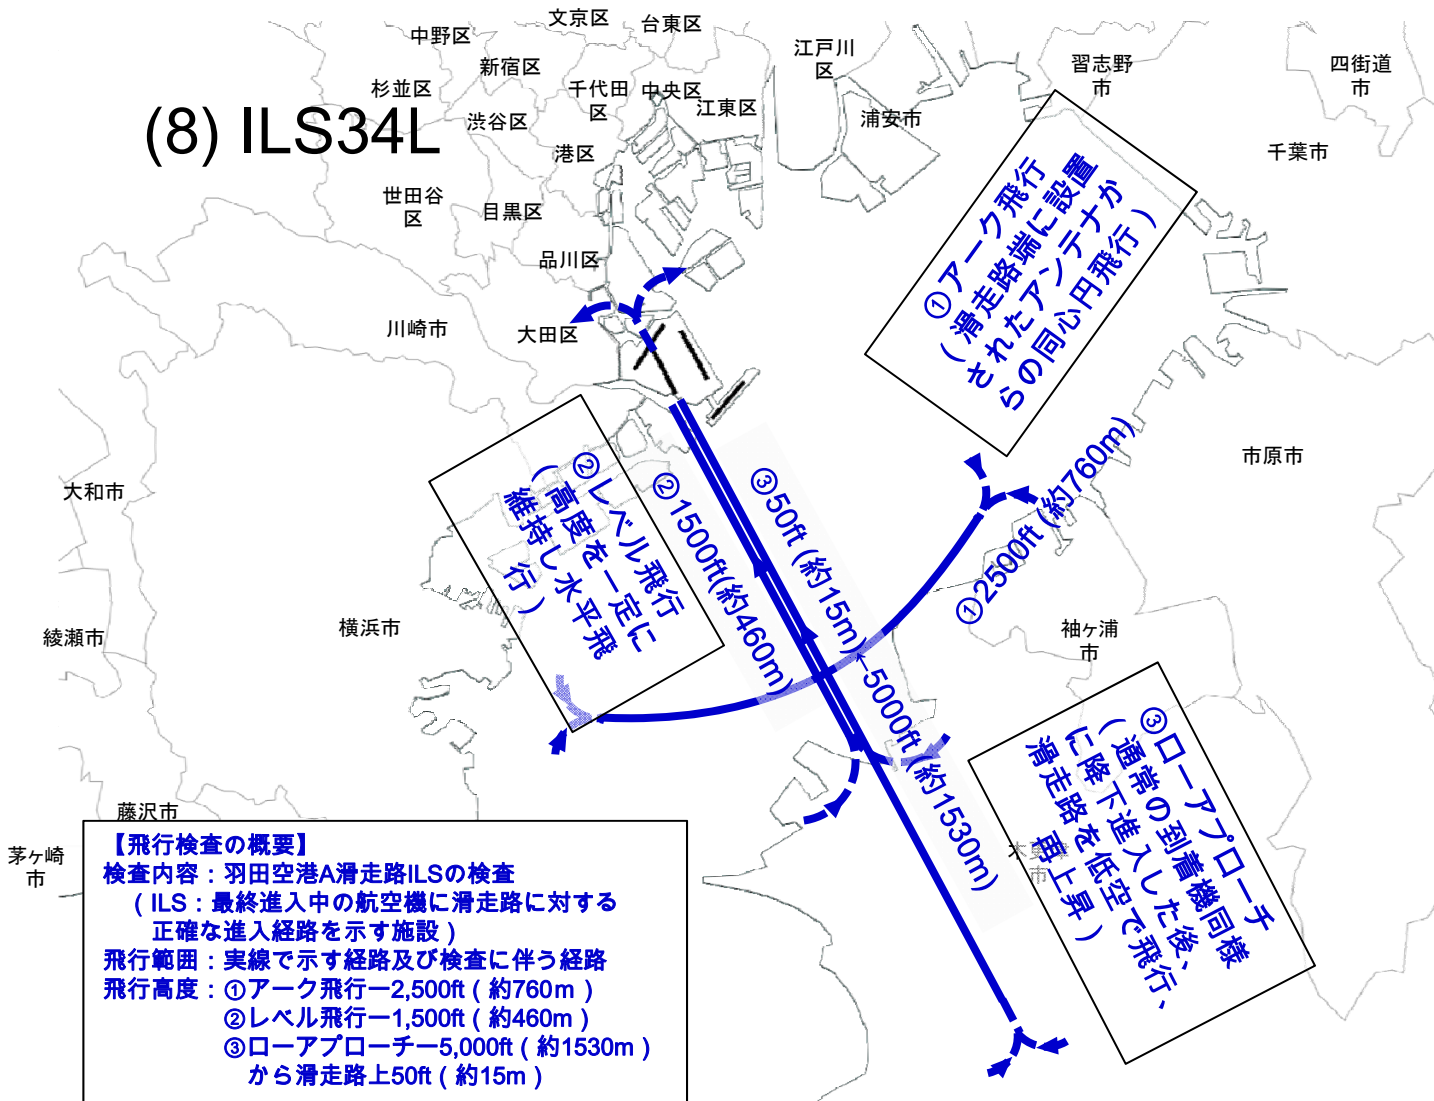 文京区
台東区
中野区
江戸川
区
新宿区
習志野
市
四街道
市
杉並区
千代田
区
中央区
江東区
(8) ILS34L
渋谷区
浦安市
港区
千葉市
世田谷
区
目黒区
品川区
川崎市
大田区
①アーク飛行
(滑走路端に設置
されたアンテナか
らの同心円飛行)
市原市
大和市
②レベル飛行
(高度を一定に
維持し水平飛
行)
②1500ft(約460m)
③50ft (約15m)←5000ft (約1530m)
①2500ft (約760m)
横浜市
綾瀬市
袖ヶ浦
市
③ローアプローチ
(通常の到着機同様
に降下進入した後、
滑走路を低空で飛行、
再上昇)
市
藤沢市
茅ヶ崎
市
【飛行検査の概要】
検査内容：羽田空港A滑走路ILSの検査
(ILS：最終進入中の航空機に滑走路に対する
正確な進入経路を示す施設)
飛行範囲：実線で示す経路及び検査に伴う経路
飛行高度：①アーク飛行ー2,500ft (約760m)
②レベル飛行ー1,500ft (約460m)
③ローアプローチー5,000ft (約1530m)
から滑走路上50ft (約15m)